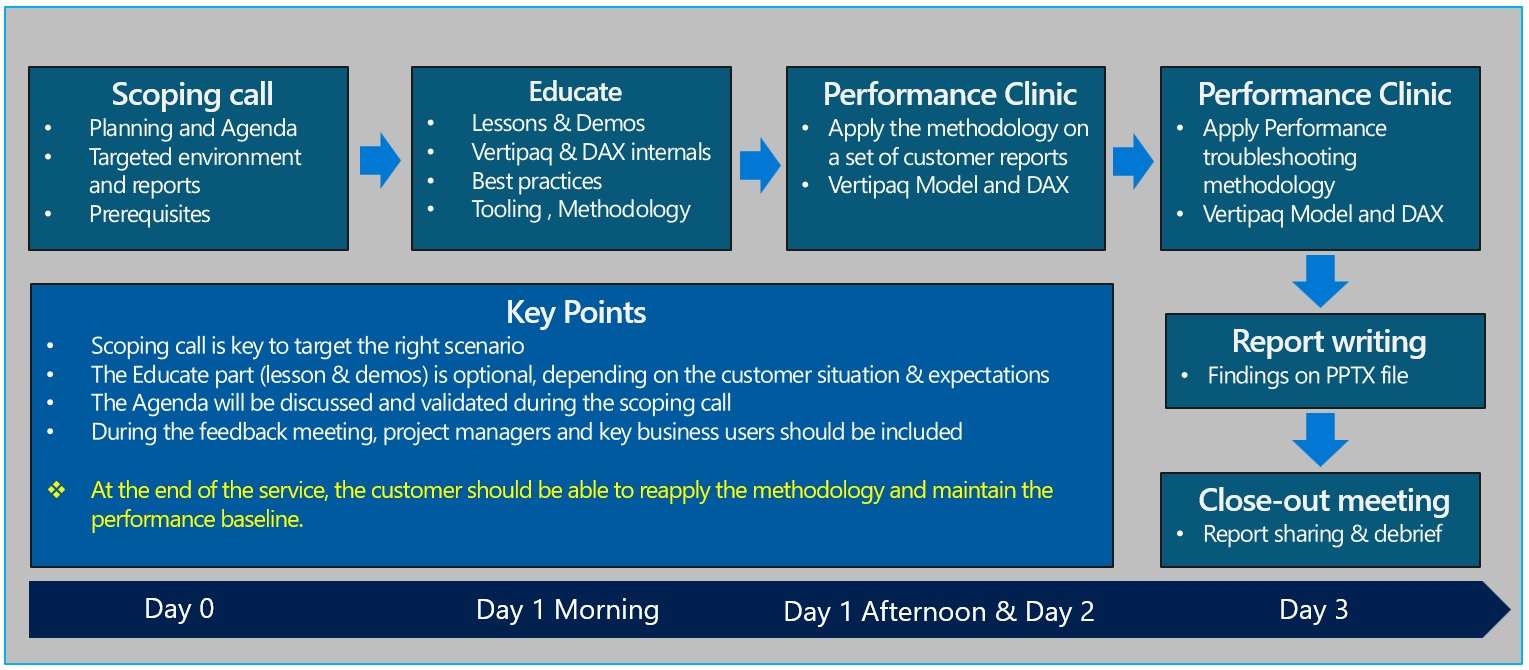 Scoping call
• Planning and Agenda
• Targeted environment
and reports
• Prerequisites
Educate
• Lessons & Demos
• Vertipaq & DAX internals
• Best practices
• Tooling , Methodology
Performance Clinic
• Apply the methodology on
a set of customer reports
• Vertipaq Model and DAX
Performance Clinic
• Apply Performance
troubleshooting
methodology
• Vertipaq Model and DAX
Report writing
• Findings on PPTX file
Close-out meeting
• Report sharing & debrief
Key Points
• Scoping call is key to target the right scenario
• The Educate part (lesson & demos) is optional, depending on the customer situation & expectations
• The Agenda will be discussed and validated during the scoping call
• During the feedback meeting, project managers and key business users should be included
❖ At the end of the service, the customer should be able to reapply the methodology and maintain the
performance baseline.
Day 0
Day 1 Morning
Day 1 Afternoon & Day 2
Day 3